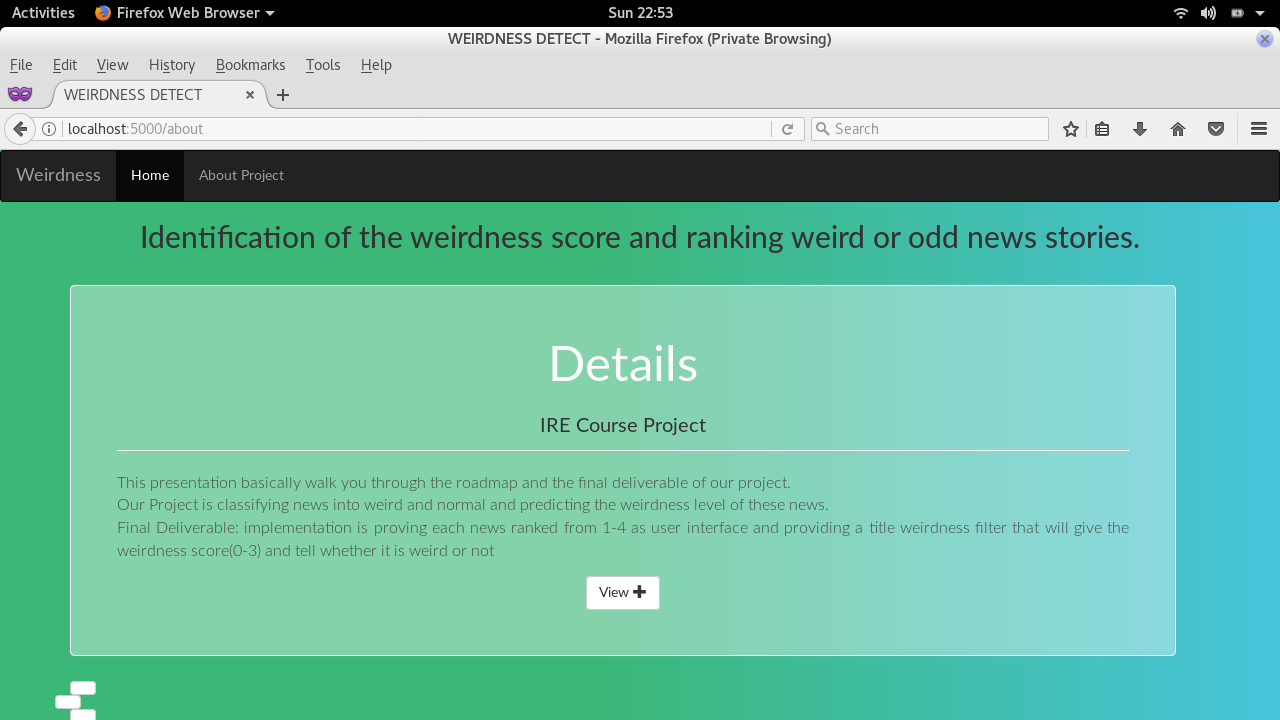 Activities Firefox Web Browser Sun 22:53
WEIRDNESS DETECT - Mozilla Firefox (Private Browsing)
File Edit View History Bookmarks Tools Help
WEIRDNESS DETECT
localhost:5000/about Search
Weirdness Home About Project
Identification of the weirdness score and ranking weird or odd news stories.
Details
IRE Course Project
This presentation basically walk you through the roadmap and the final deliverable of our project.
Our Project is classifying news into weird and normal and predicting the weirdness level of these news.
Final Deliverable: implementation is proving each news ranked from 1-4 as user interface and providing a title weirdness filter that will give the
weirdness score(0-3) and tell whether it is weird or not
View